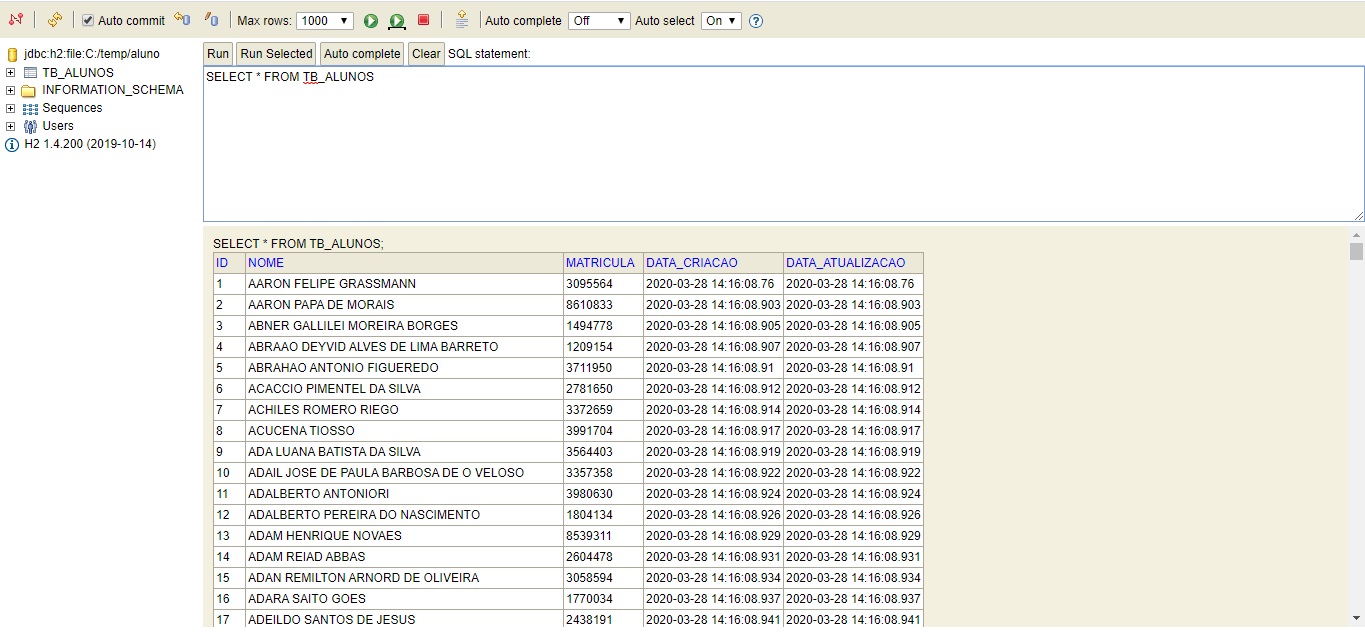 Auto commit Max rows: 1000 Auto complete Off Auto select On
jdbc:h2:file:C:/temp/aluno
TB_ALUNOS
INFORMATION_SCHEMA
Sequences
Users
H2 1.4.200 (2019-10-14)
Run Run Selected Auto complete Clear SQL statement:
SELECT * FROM TB_ALUNOS
SELECT * FROM TB_ALUNOS;
ID NOME MATRICULA DATA_CRIACAO DATA_ATUALIZACAO
1 AARON FELIPE GRASSMANN 3095564 2020-03-28 14:16:08.76 2020-03-28 14:16:08.76
2 AARON PAPA DE MORAIS 8610833 2020-03-28 14:16:08.903 2020-03-28 14:16:08.903
3 ABNER GALLILEI MOREIRA BORGES 1494778 2020-03-28 14:16:08.905 2020-03-28 14:16:08.905
4 ABRAAO DEYVID ALVES DE LIMA BARRETO 1209154 2020-03-28 14:16:08.907 2020-03-28 14:16:08.907
5 ABRAHAO ANTONIO FIGUEREDO 3711950 2020-03-28 14:16:08.91 2020-03-28 14:16:08.91
6 ACACCIO PIMENTEL DA SILVA 2781650 2020-03-28 14:16:08.912 2020-03-28 14:16:08.912
7 ACHILES ROMERO RIEGO 3372659 2020-03-28 14:16:08.914 2020-03-28 14:16:08.914
8 ACUCENA TIOSSO 3991704 2020-03-28 14:16:08.917 2020-03-28 14:16:08.917
9 ADA LUANA BATISTA DA SILVA 3564403 2020-03-28 14:16:08.919 2020-03-28 14:16:08.919
10 ADAIL JOSE DE PAULA BARBOSA DE O VELOSO 3357358 2020-03-28 14:16:08.922 2020-03-28 14:16:08.922
11 ADALBERTO ANTONIORI 3980630 2020-03-28 14:16:08.924 2020-03-28 14:16:08.924
12 ADALBERTO PEREIRA DO NASCIMENTO 1804134 2020-03-28 14:16:08.926 2020-03-28 14:16:08.926
13 ADAM HENRIQUE NOVAES 8539311 2020-03-28 14:16:08.929 2020-03-28 14:16:08.929
14 ADAM REIAD ABBAS 2604478 2020-03-28 14:16:08.931 2020-03-28 14:16:08.931
15 ADAN REMILTON ARNORD DE OLIVEIRA 3058594 2020-03-28 14:16:08.934 2020-03-28 14:16:08.934
16 ADARA SAITO GOES 1770034 2020-03-28 14:16:08.937 2020-03-28 14:16:08.937
17 ADEILDO SANTOS DE JESUS 2438191 2020-03-28 14:16:08.941 2020-03-28 14:16:08.941